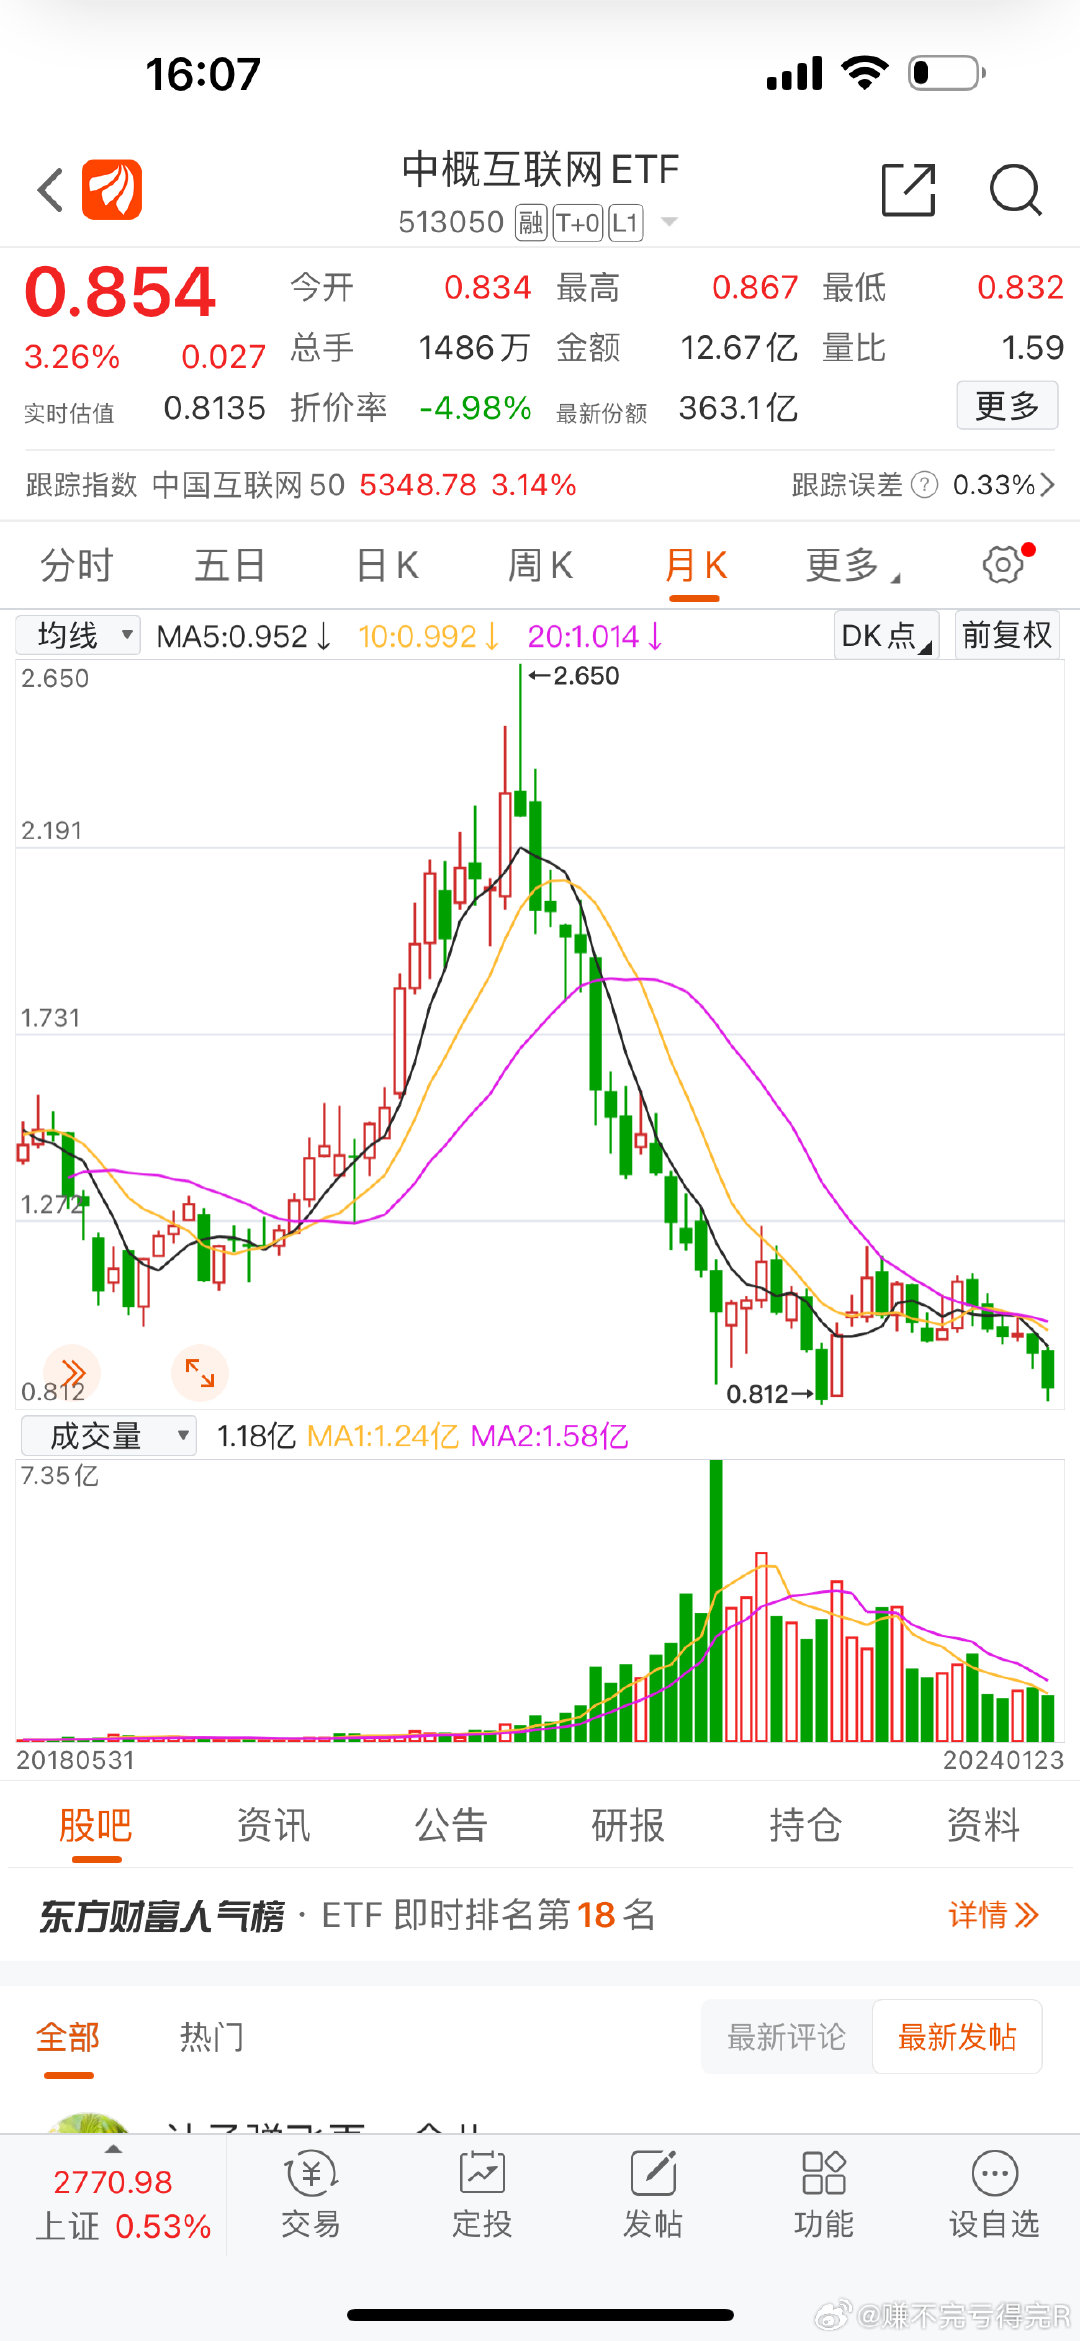 16:07
中概互联网ETF
513050 融 T+0 L1
0.854 今开 0.834 最高 0.867 最低 0.832
3.26% 0.027 总手 1486万 金额 12.67亿 量比 1.59
实时估值 0.8135 折价率 -4.98% 最新份额 363.1亿 更多
跟踪指数 中国互联网50 5348.78 3.14% 跟踪误差 ? 0.33%
分时 五日 日K 周K 月K 更多
均线 MA5:0.952↓ 10:0.992↓ 20:1.014↓ DK点 前复权
2.650 ←2.650
2.191
1.731
1.272
0.812 0.812→
成交量 1.18亿 MA1:1.24亿 MA2:1.58亿
7.35亿
20180531 20240123
股吧 资讯 公告 研报 持仓 资料
东方财富人气榜 · ETF 即时排名第18名 详情
全部 热门 最新评论 最新发帖
2770.98
上证 0.53% 交易 定投 发帖 功能 设自选
@赚不完亏得完R